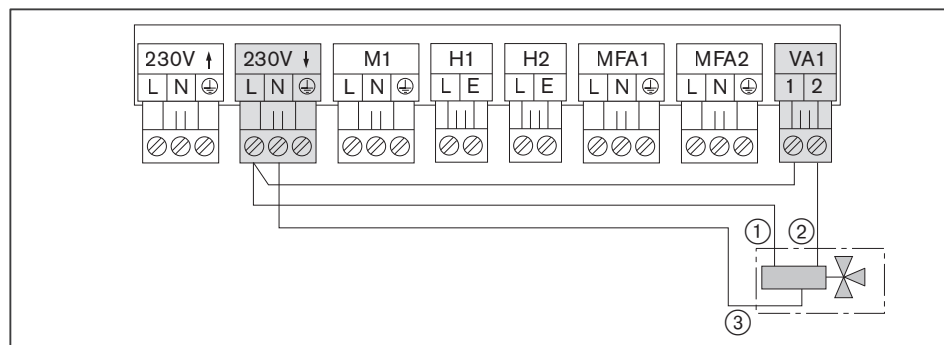 230V ↑ 230V ↓ M1 H1 H2 MFA1 MFA2 VA1
L N ⏚ L N ⏚ L N ⏚ L E L E L N ⏚ L N ⏚ 1 2
① ②
③